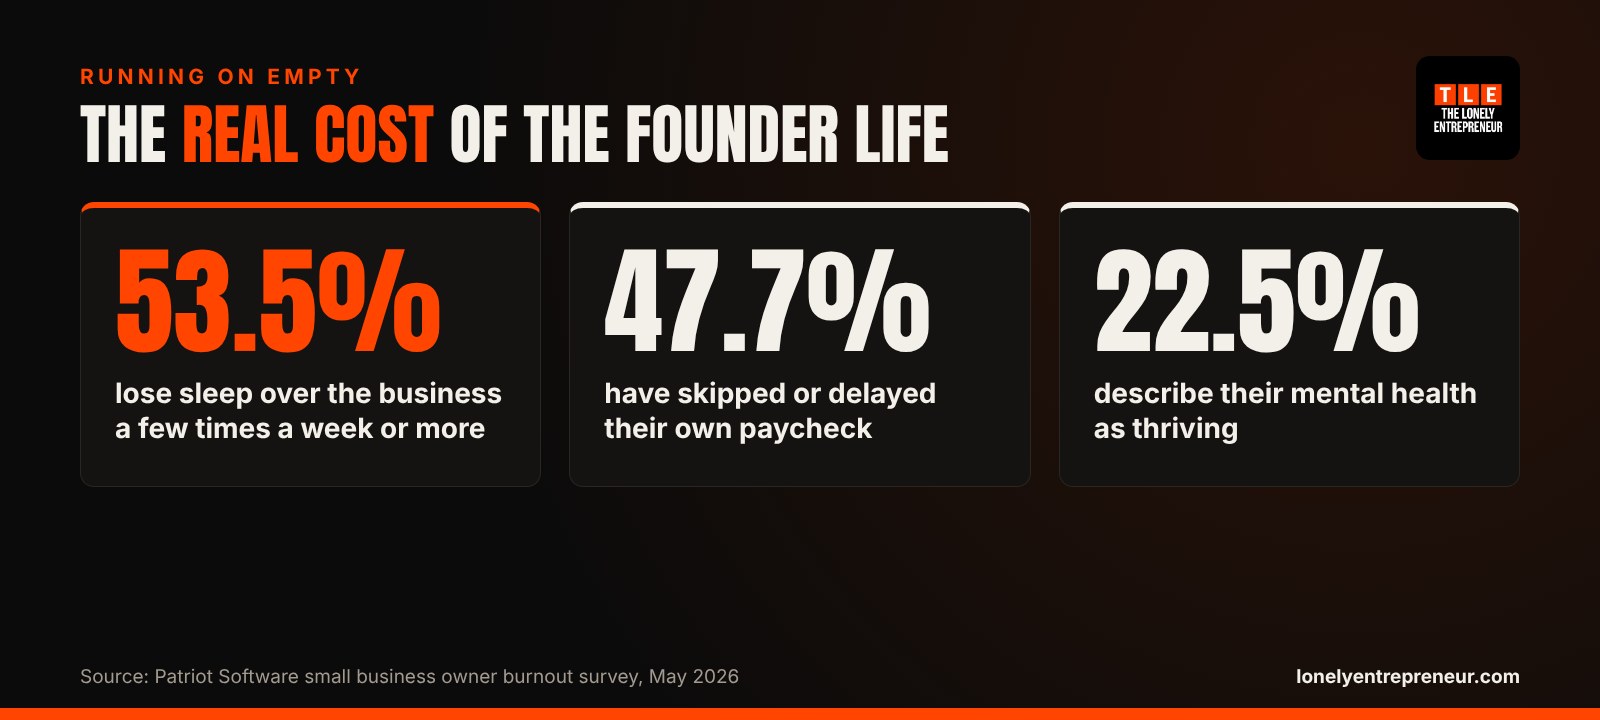 RUNNING ON EMPTY
THE REAL COST OF THE FOUNDER LIFE
TLE
THE LONELY
ENTREPRENEUR
53.5%
lose sleep over the business
a few times a week or more
47.7%
have skipped or delayed
their own paycheck
22.5%
describe their mental health
as thriving
Source: Patriot Software small business owner burnout survey, May 2026
lonelyentrepreneur.com